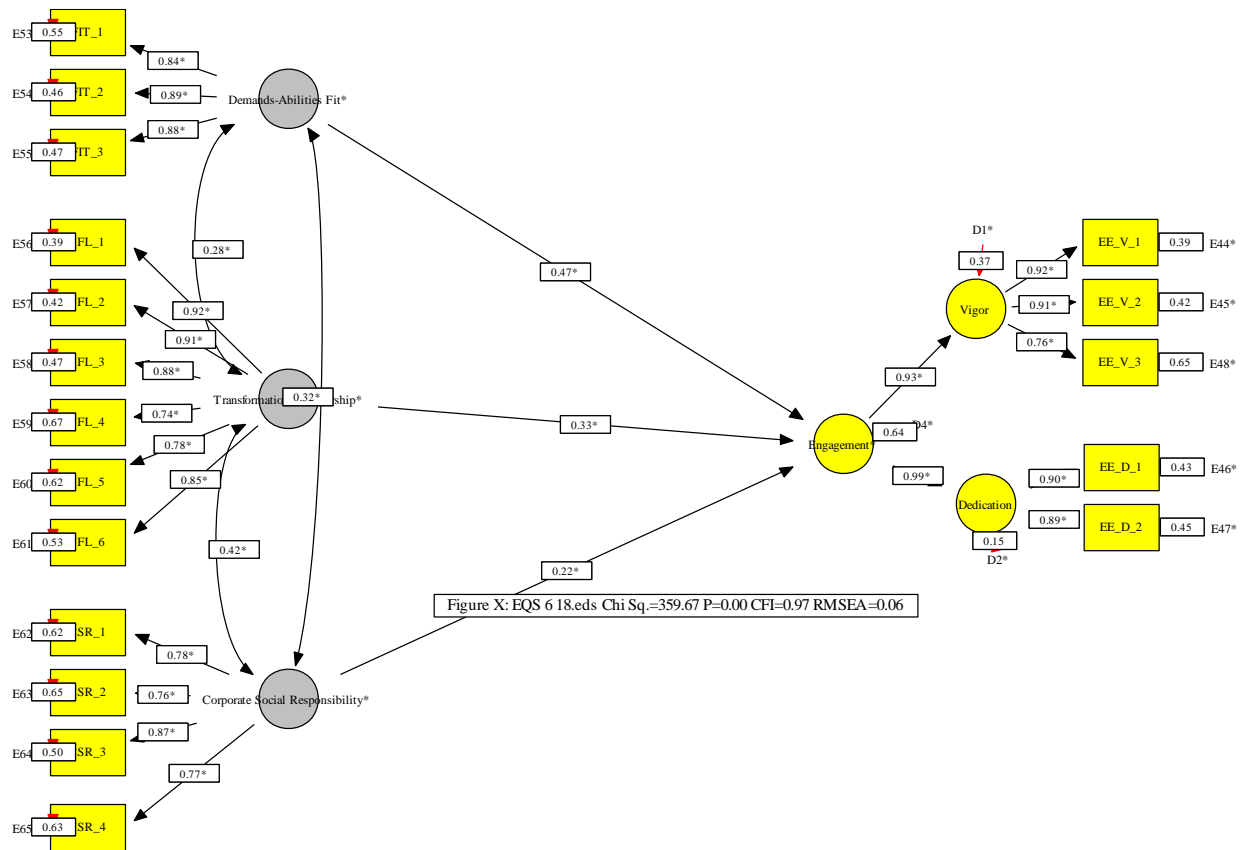 E53 0.55 FIT_1
0.84*
E54 0.46 FIT_2
0.89*
Demands-Abilities Fit*
E55 0.47 FIT_3
0.88*
E56 0.39 FL_1
0.28*
0.47*
D1*
0.37
EE_V_1 0.39 E44*
0.92*
E57 0.42 FL_2
0.92*
Vigor
0.91*
EE_V_2 0.42 E45*
0.91*
0.76*
EE_V_3 0.65 E48*
E58 0.47 FL_3
0.88*
0.93*
0.32*
E59 0.67 FL_4
0.74*
0.33*
0.64
D4*
Engagement*
0.78*
E60 0.62 FL_5
0.85*
0.99*
0.90*
EE_D_1 0.43 E46*
Dedication
0.89*
EE_D_2 0.45 E47*
E61 0.53 FL_6
0.42*
0.15
D2*
0.22*
Figure X: EQS 6 18.eds Chi Sq.=359.67 P=0.00 CFI=0.97 RMSEA=0.06
E62 0.62 SR_1
0.78*
E63 0.65 SR_2
0.76*
Corporate Social Responsibility*
0.87*
E64 0.50 SR_3
0.77*
E65 0.63 SR_4